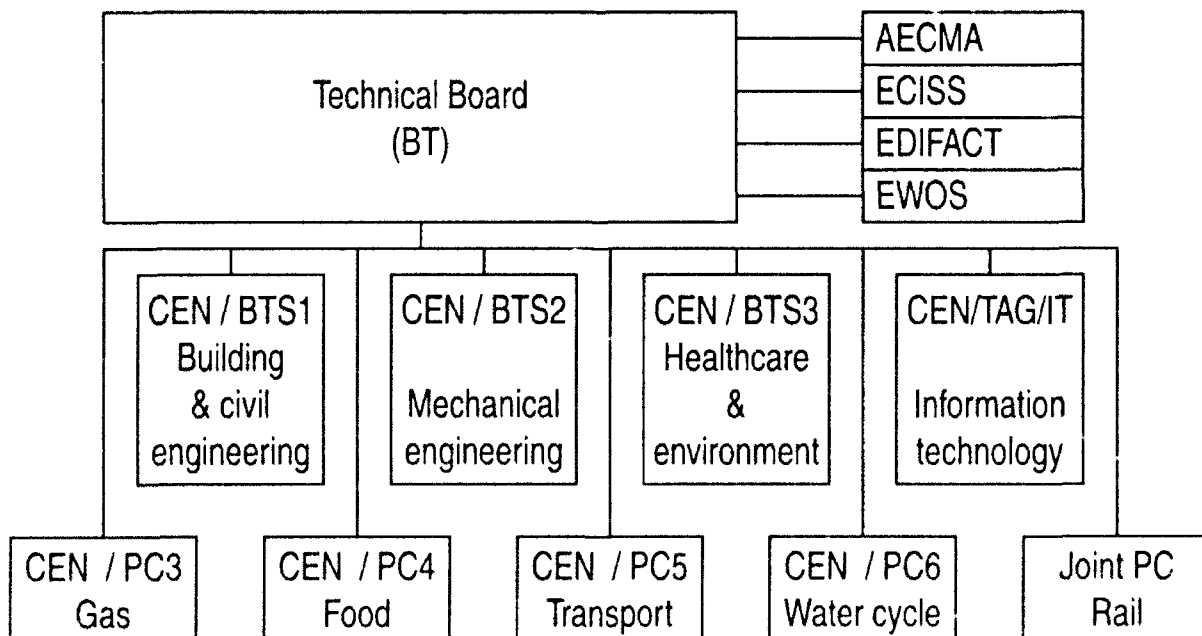 Technical Board
(BT)
AECMA
ECISS
EDIFACT
EWOS
CEN / BTS1
Building
& civil
engineering
CEN / BTS2
Mechanical
engineering
CEN / BTS3
Healthcare
&
environment
CEN/TAG/IT
Information
technology
CEN / PC3
Gas
CEN / PC4
Food
CEN / PC5
Transport
CEN / PC6
Water cycle
Joint PC
Rail